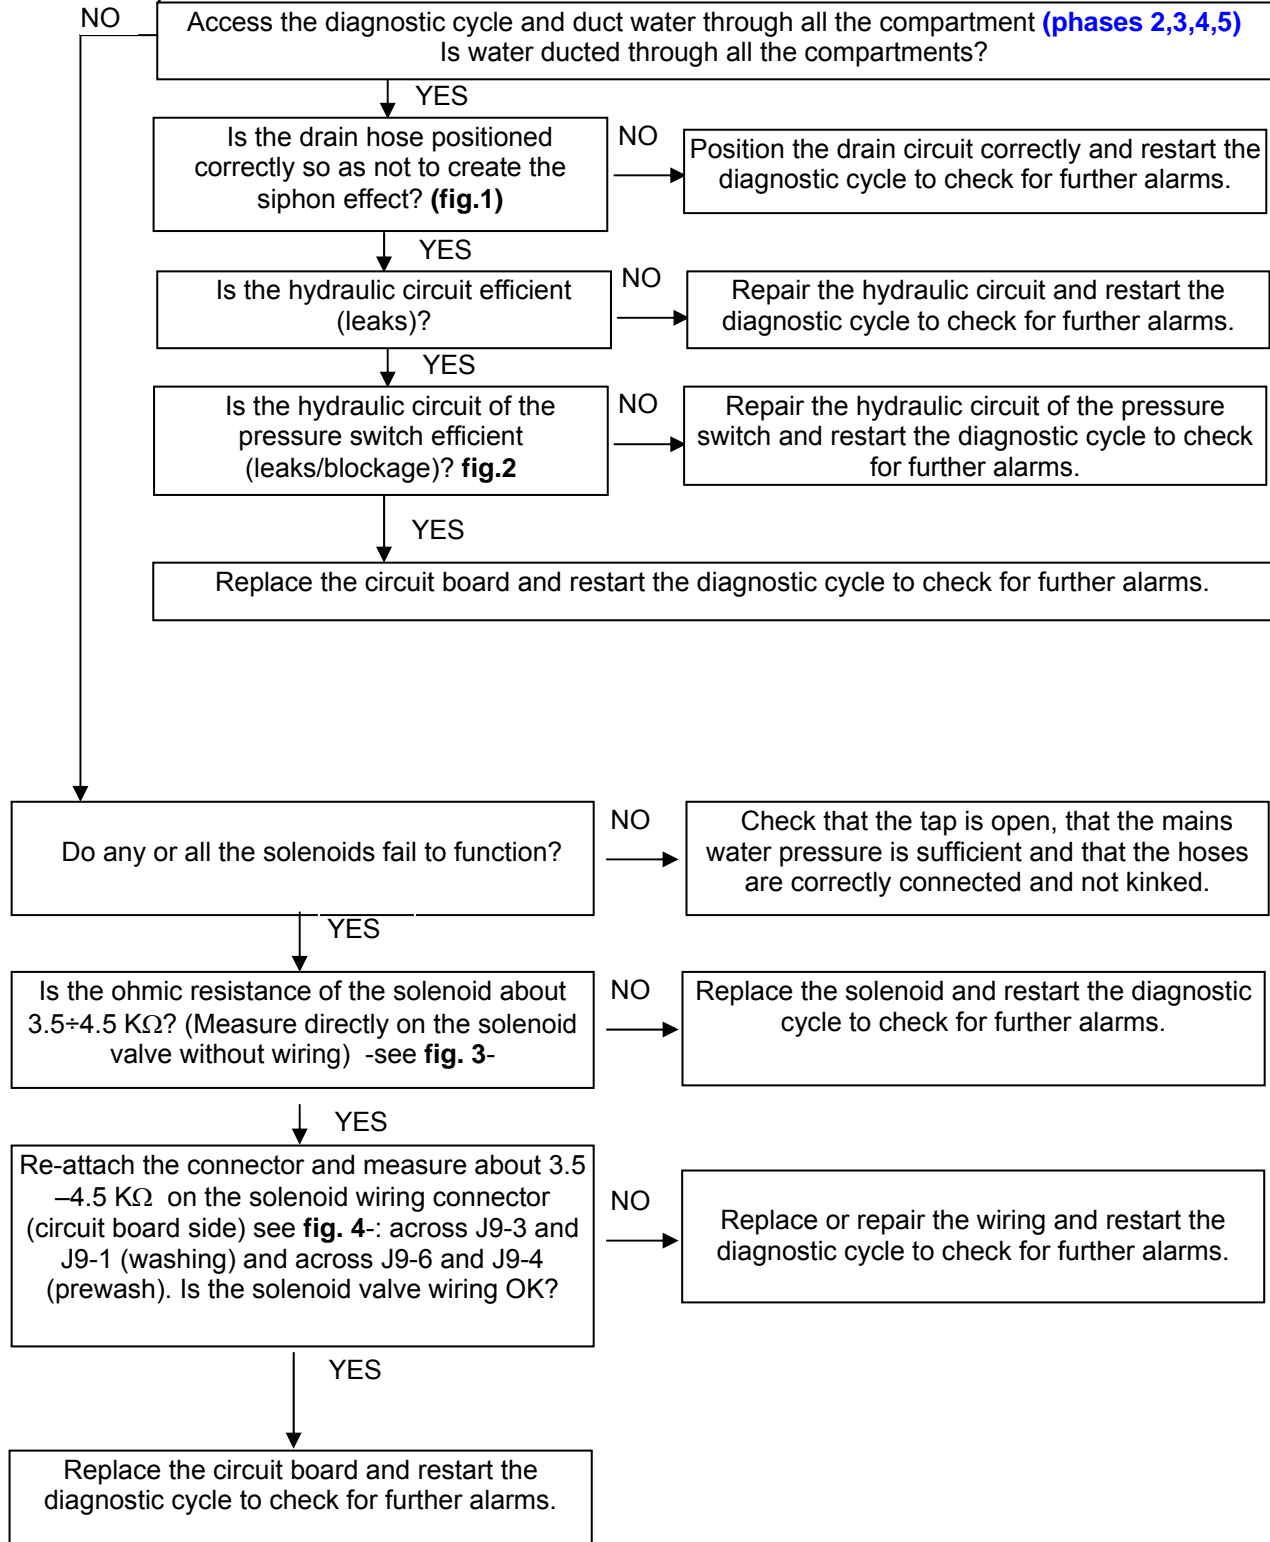 NO
Access the diagnostic cycle and duct water through all the compartment (phases 2,3,4,5)
Is water ducted through all the compartments?
YES
Is the drain hose positioned
correctly so as not to create the
siphon effect? (fig.1)
NO
Position the drain circuit correctly and restart the
diagnostic cycle to check for further alarms.
YES
Is the hydraulic circuit efficient
(leaks)?
NO
Repair the hydraulic circuit and restart the
diagnostic cycle to check for further alarms.
YES
Is the hydraulic circuit of the
pressure switch efficient
(leaks/blockage)? fig.2
NO
Repair the hydraulic circuit of the pressure
switch and restart the diagnostic cycle to check
for further alarms.
YES
Replace the circuit board and restart the diagnostic cycle to check for further alarms.
Do any or all the solenoids fail to function?
NO
Check that the tap is open, that the mains
water pressure is sufficient and that the hoses
are correctly connected and not kinked.
YES
Is the ohmic resistance of the solenoid about
3.5÷4.5 KΩ? (Measure directly on the solenoid
valve without wiring)  -see fig. 3-
NO
Replace the solenoid and restart the diagnostic
cycle to check for further alarms.
YES
Re-attach the connector and measure about 3.5
–4.5 KΩ  on the solenoid wiring connector
(circuit board side) see fig. 4-: across J9-3 and
J9-1 (washing) and across J9-6 and J9-4
(prewash). Is the solenoid valve wiring OK?
NO
Replace or repair the wiring and restart the
diagnostic cycle to check for further alarms.
YES
Replace the circuit board and restart the
diagnostic cycle to check for further alarms.